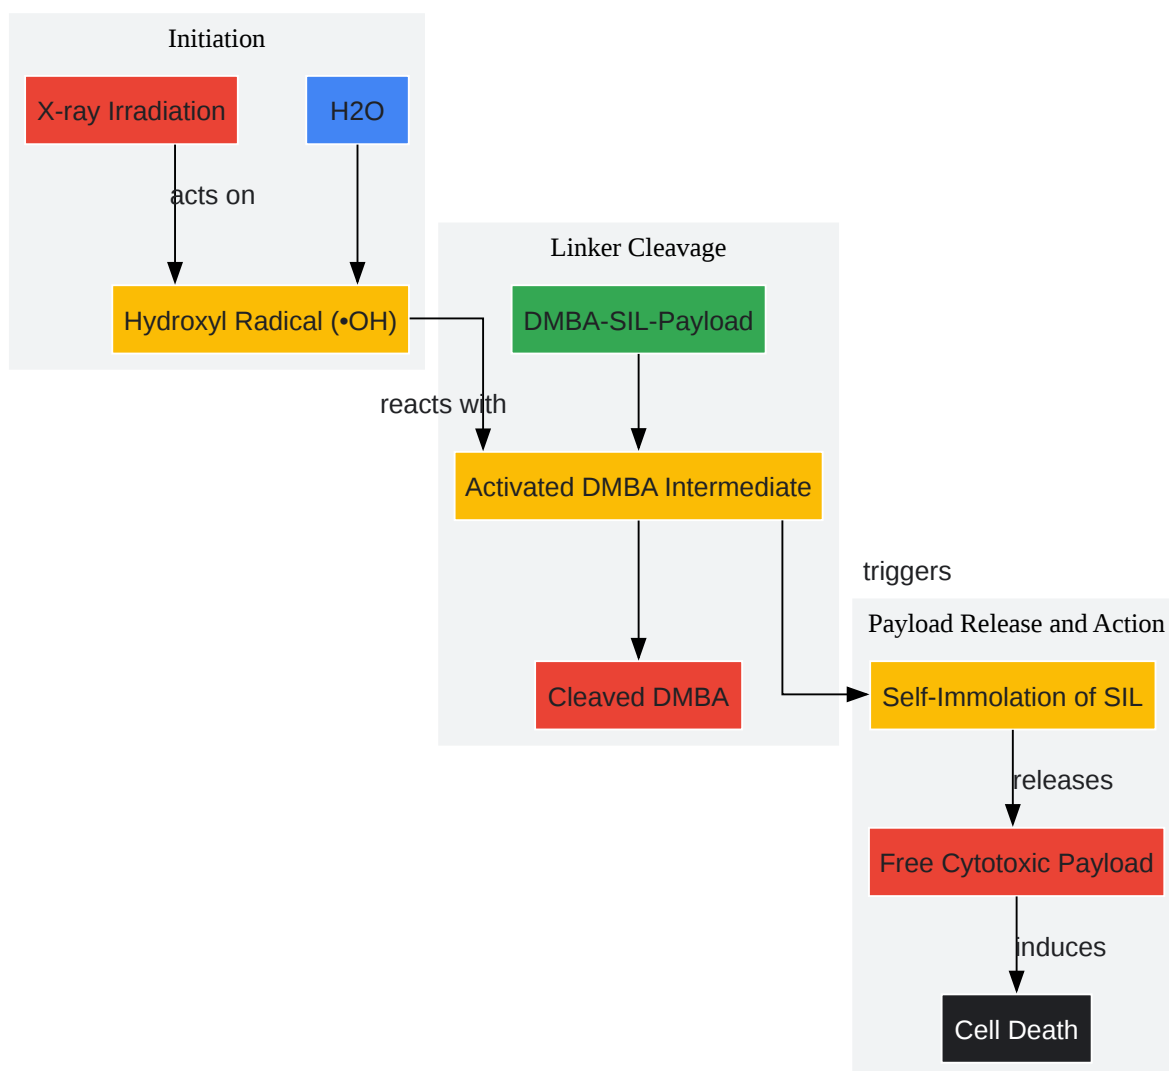 Initiation
X-ray Irradiation
H2O
acts on
Hydroxyl Radical (•OH)
reacts with
Linker Cleavage
DMBA-SIL-Payload
Activated DMBA Intermediate
Cleaved DMBA
triggers
Payload Release and Action
Self-Immolation of SIL
releases
Free Cytotoxic Payload
induces
Cell Death